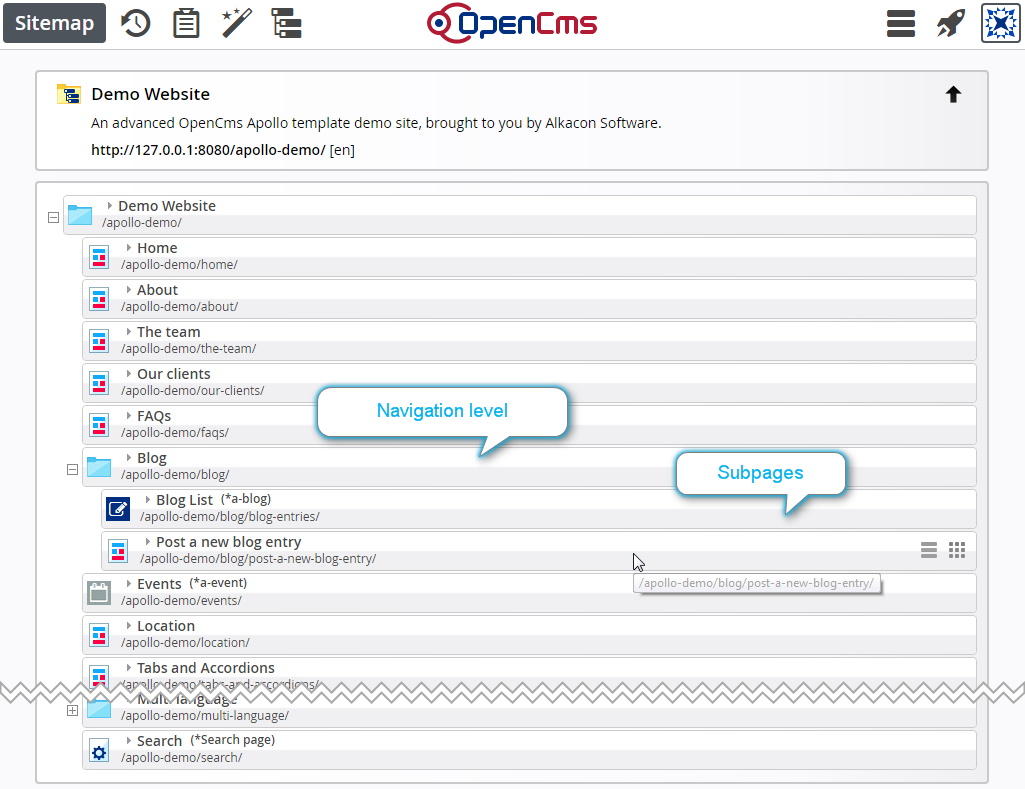 Sitemap
OpenCms
Demo Website
An advanced OpenCms Apollo template demo site, brought to you by Alkacon Software.
http://127.0.0.1:8080/apollo-demo/ [en]
Demo Website
/apollo-demo/
Home
/apollo-demo/home/
About
/apollo-demo/about/
The team
/apollo-demo/the-team/
Our clients
/apollo-demo/our-clients/
Navigation level
FAQs
/apollo-demo/faqs/
Blog
/apollo-demo/blog/
Subpages
Blog List (*a-blog)
/apollo-demo/blog/blog-entries/
Post a new blog entry
/apollo-demo/blog/post-a-new-blog-entry/
/apollo-demo/blog/post-a-new-blog-entry/
Events (*a-event)
/apollo-demo/events/
Location
/apollo-demo/location/
Tabs and Accordions
/apollo-demo/tabs-and-accordions/
Multi-language
/apollo-demo/multi-language/
Search (*Search page)
/apollo-demo/search/